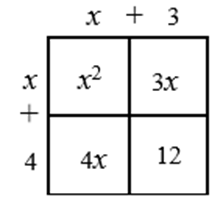 x + 3
x x² 3x
+
4 4x 12